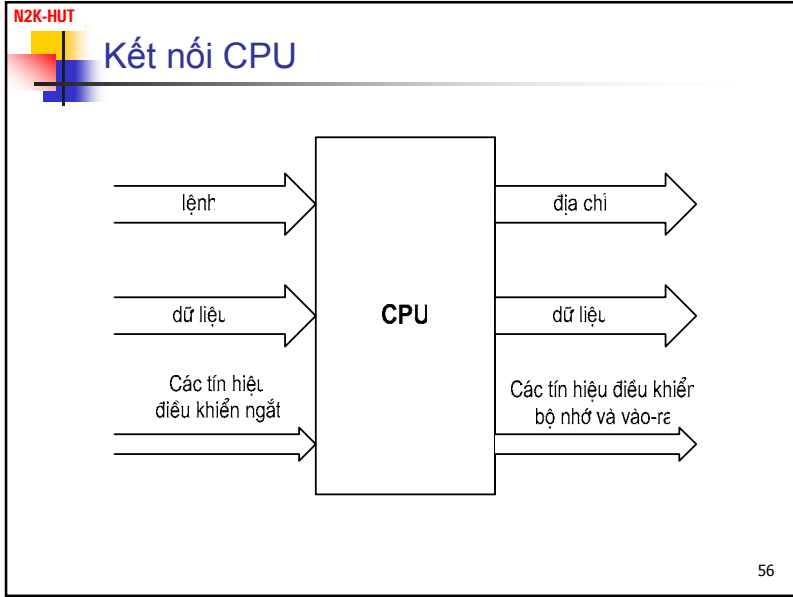 N2K-HUT
Kết nối CPU
lệnh
địa chỉ
dữ liệu
CPU
dữ liệu
Các tín hiệu
điều khiển ngắt
Các tín hiệu điều khiển
bộ nhớ và vào-ra
56